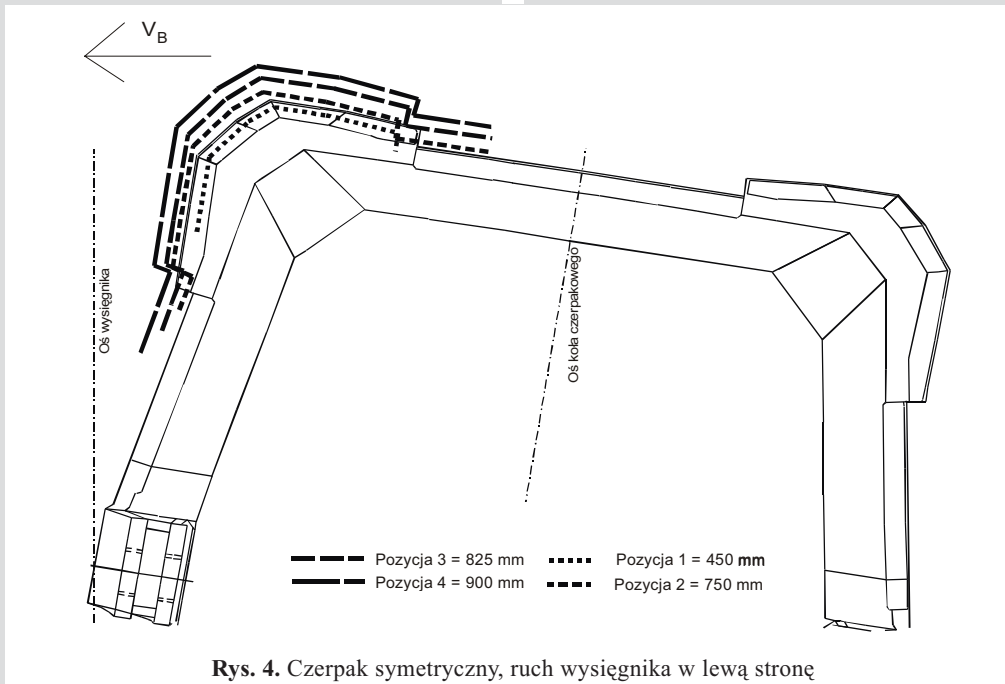 V_B
Oś wysięgnika
Oś koła czerpakowego
Pozycja 3 = 825 mm
Pozycja 1 = 450 mm
Pozycja 4 = 900 mm
Pozycja 2 = 750 mm
Rys. 4. Czerpak symetryczny, ruch wysięgnika w lewą stronę